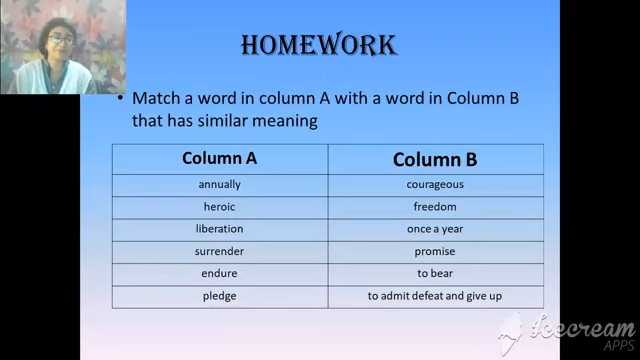 HOMEWORK
• Match a word in column A with a word in Column B
that has similar meaning
Column A Column B
annually courageous
heroic freedom
liberation once a year
surrender promise
endure to bear
pledge to admit defeat and give up
Icecream
APPS